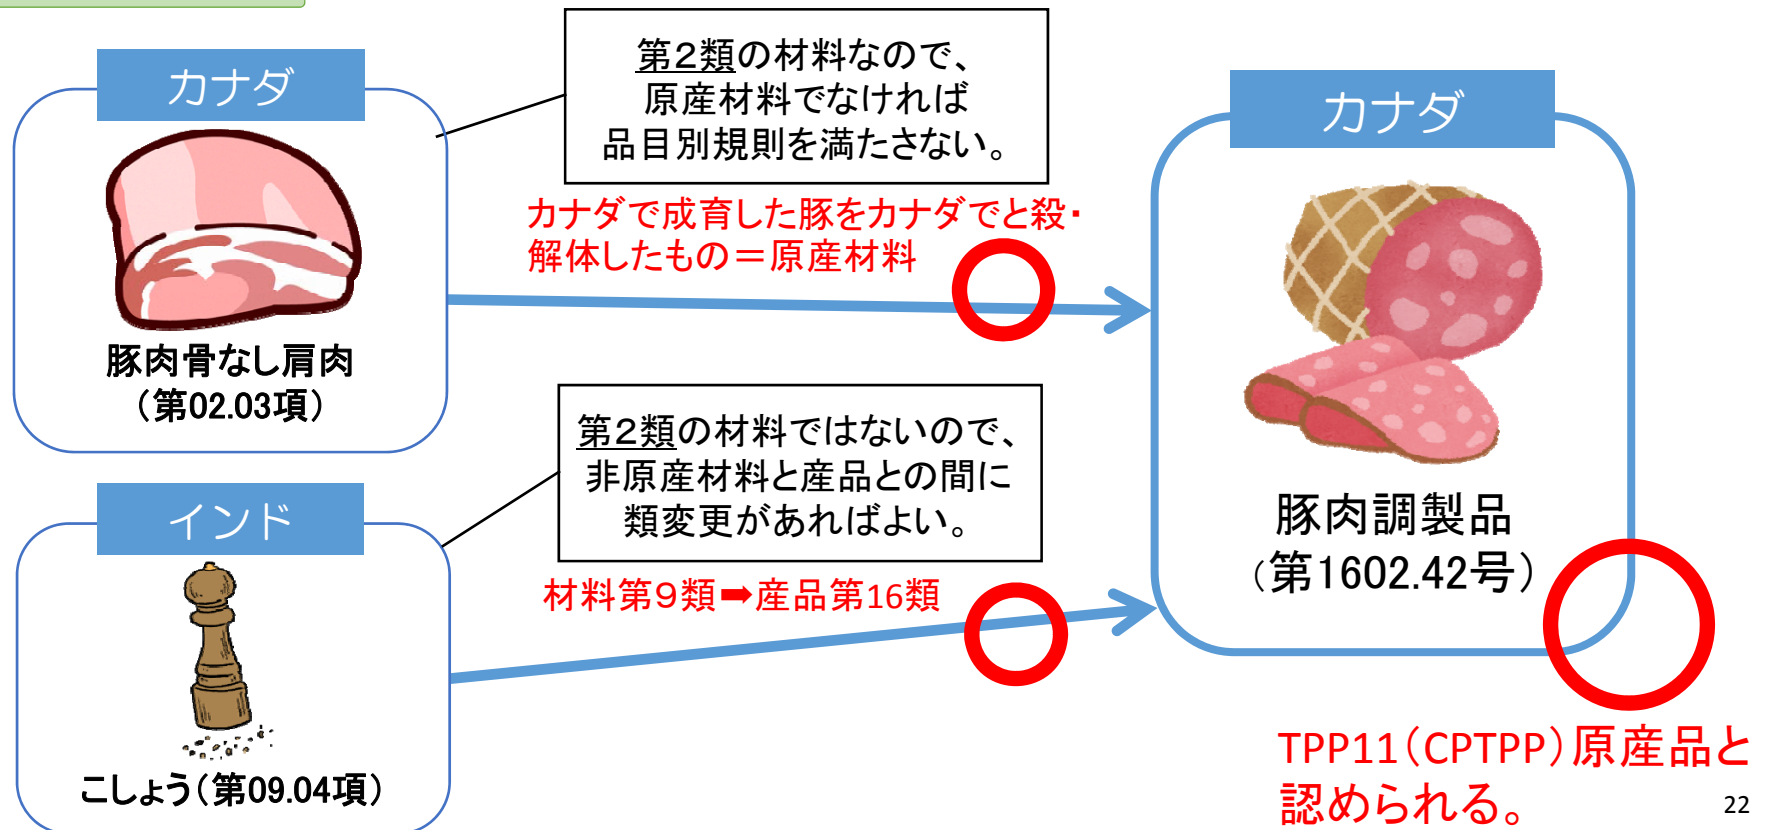 カナダ
豚肉骨なし肩肉
（第02.03項）
第２類の材料なので、
原産材料でなければ
品目別規則を満たさない。
カナダで成育した豚をカナダでと殺・
解体したもの＝原産材料
インド
こしょう（第09.04項）
第２類の材料ではないので、
非原産材料と産品との間に
類変更があればよい。
材料第９類➡産品第16類
カナダ
豚肉調製品
（第1602.42号）
TPP11（CPTPP）原産品と
認められる。
22